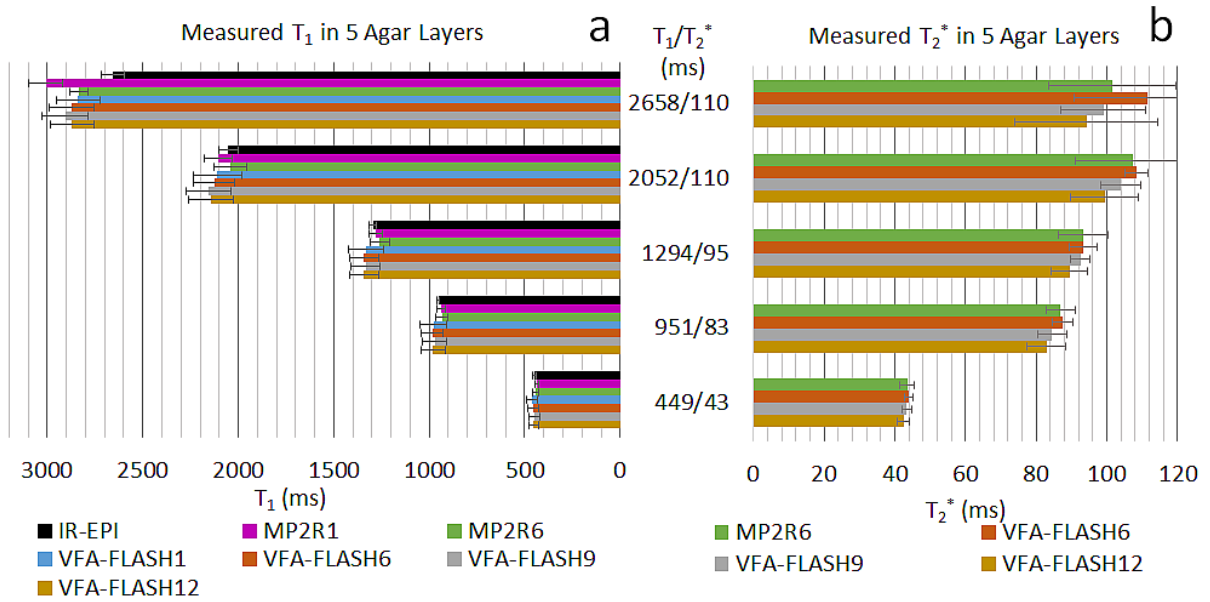 Measured T₁ in 5 Agar Layers
a
T₁/T₂*
(ms)
Measured T₂* in 5 Agar Layers
b
2658/110
2052/110
1294/95
951/83
449/43
3000 2500 2000 1500 1000 500 0
T₁ (ms)
0 20 40 60 80 100 120
T₂* (ms)
IR-EPI MP2R1 MP2R6
VFA-FLASH1 VFA-FLASH6 VFA-FLASH9
VFA-FLASH12
MP2R6 VFA-FLASH6
VFA-FLASH9 VFA-FLASH12